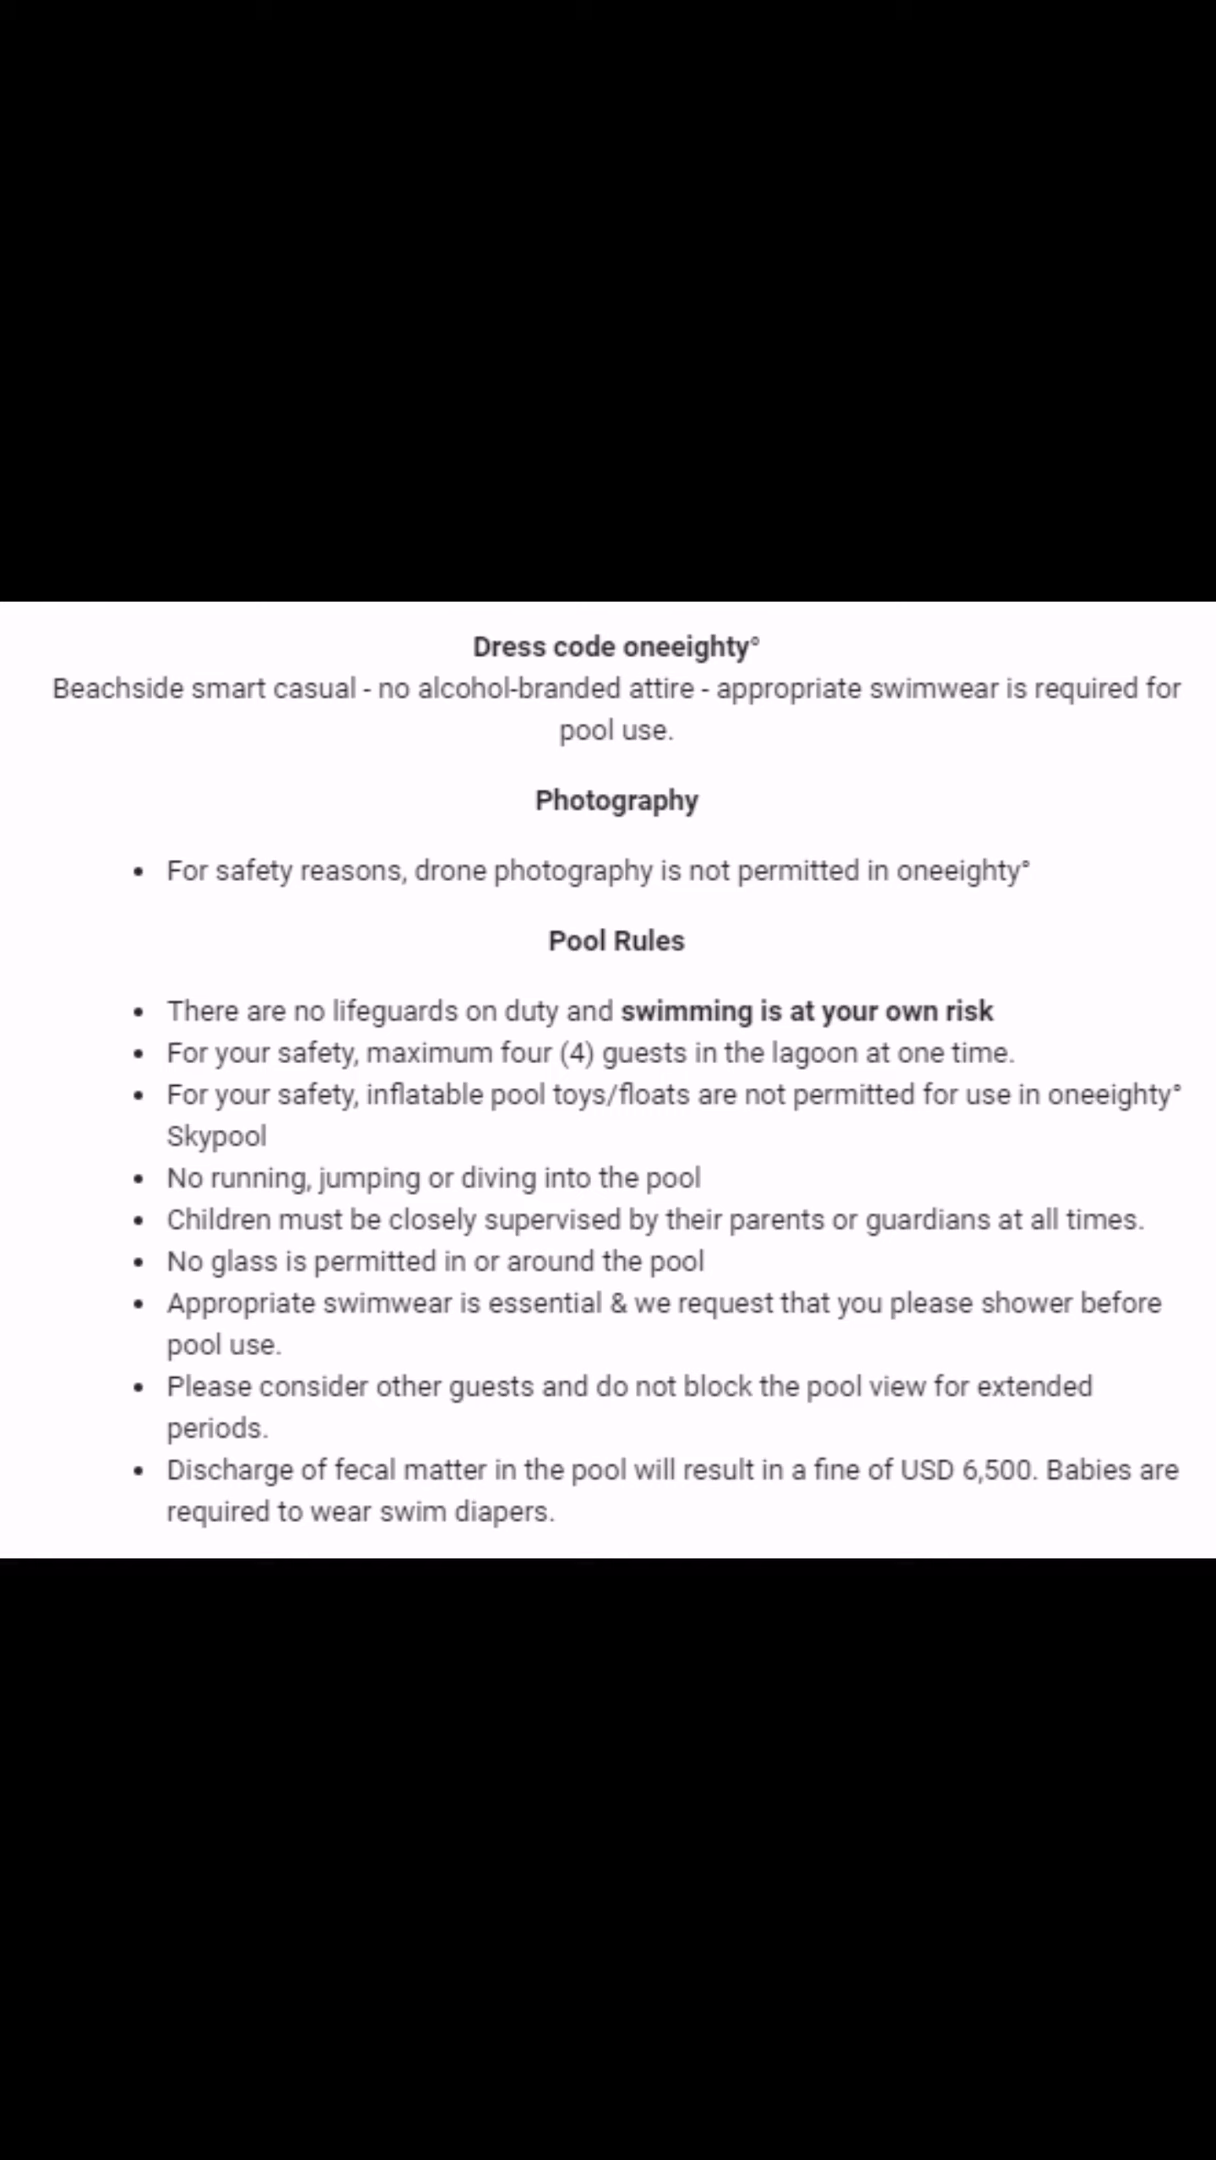 Dress code oneeighty°
Beachside smart casual - no alcohol-branded attire - appropriate swimwear is required for
pool use.
Photography
• For safety reasons, drone photography is not permitted in oneeighty°
Pool Rules
• There are no lifeguards on duty and swimming is at your own risk
• For your safety, maximum four (4) guests in the lagoon at one time.
• For your safety, inflatable pool toys/floats are not permitted for use in oneeighty°
Skypool
• No running, jumping or diving into the pool
• Children must be closely supervised by their parents or guardians at all times.
• No glass is permitted in or around the pool
• Appropriate swimwear is essential & we request that you please shower before
pool use.
• Please consider other guests and do not block the pool view for extended
periods.
• Discharge of fecal matter in the pool will result in a fine of USD 6,500. Babies are
required to wear swim diapers.